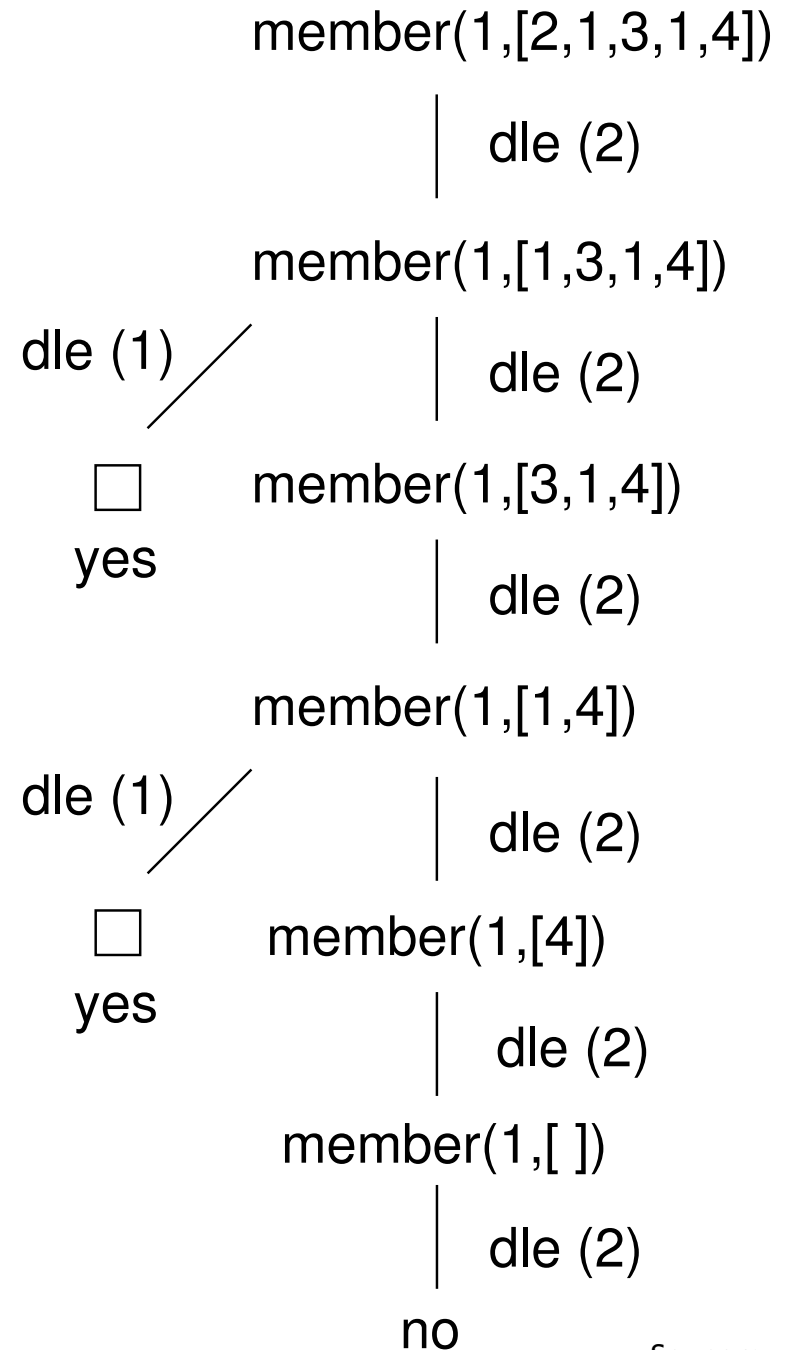 member(1,[2,1,3,1,4])
dle (2)
member(1,[1,3,1,4])
dle (1)
dle (2)
member(1,[3,1,4])
yes
dle (2)
member(1,[1,4])
dle (1)
dle (2)
member(1,[4])
yes
dle (2)
member(1,[ ])
dle (2)
no